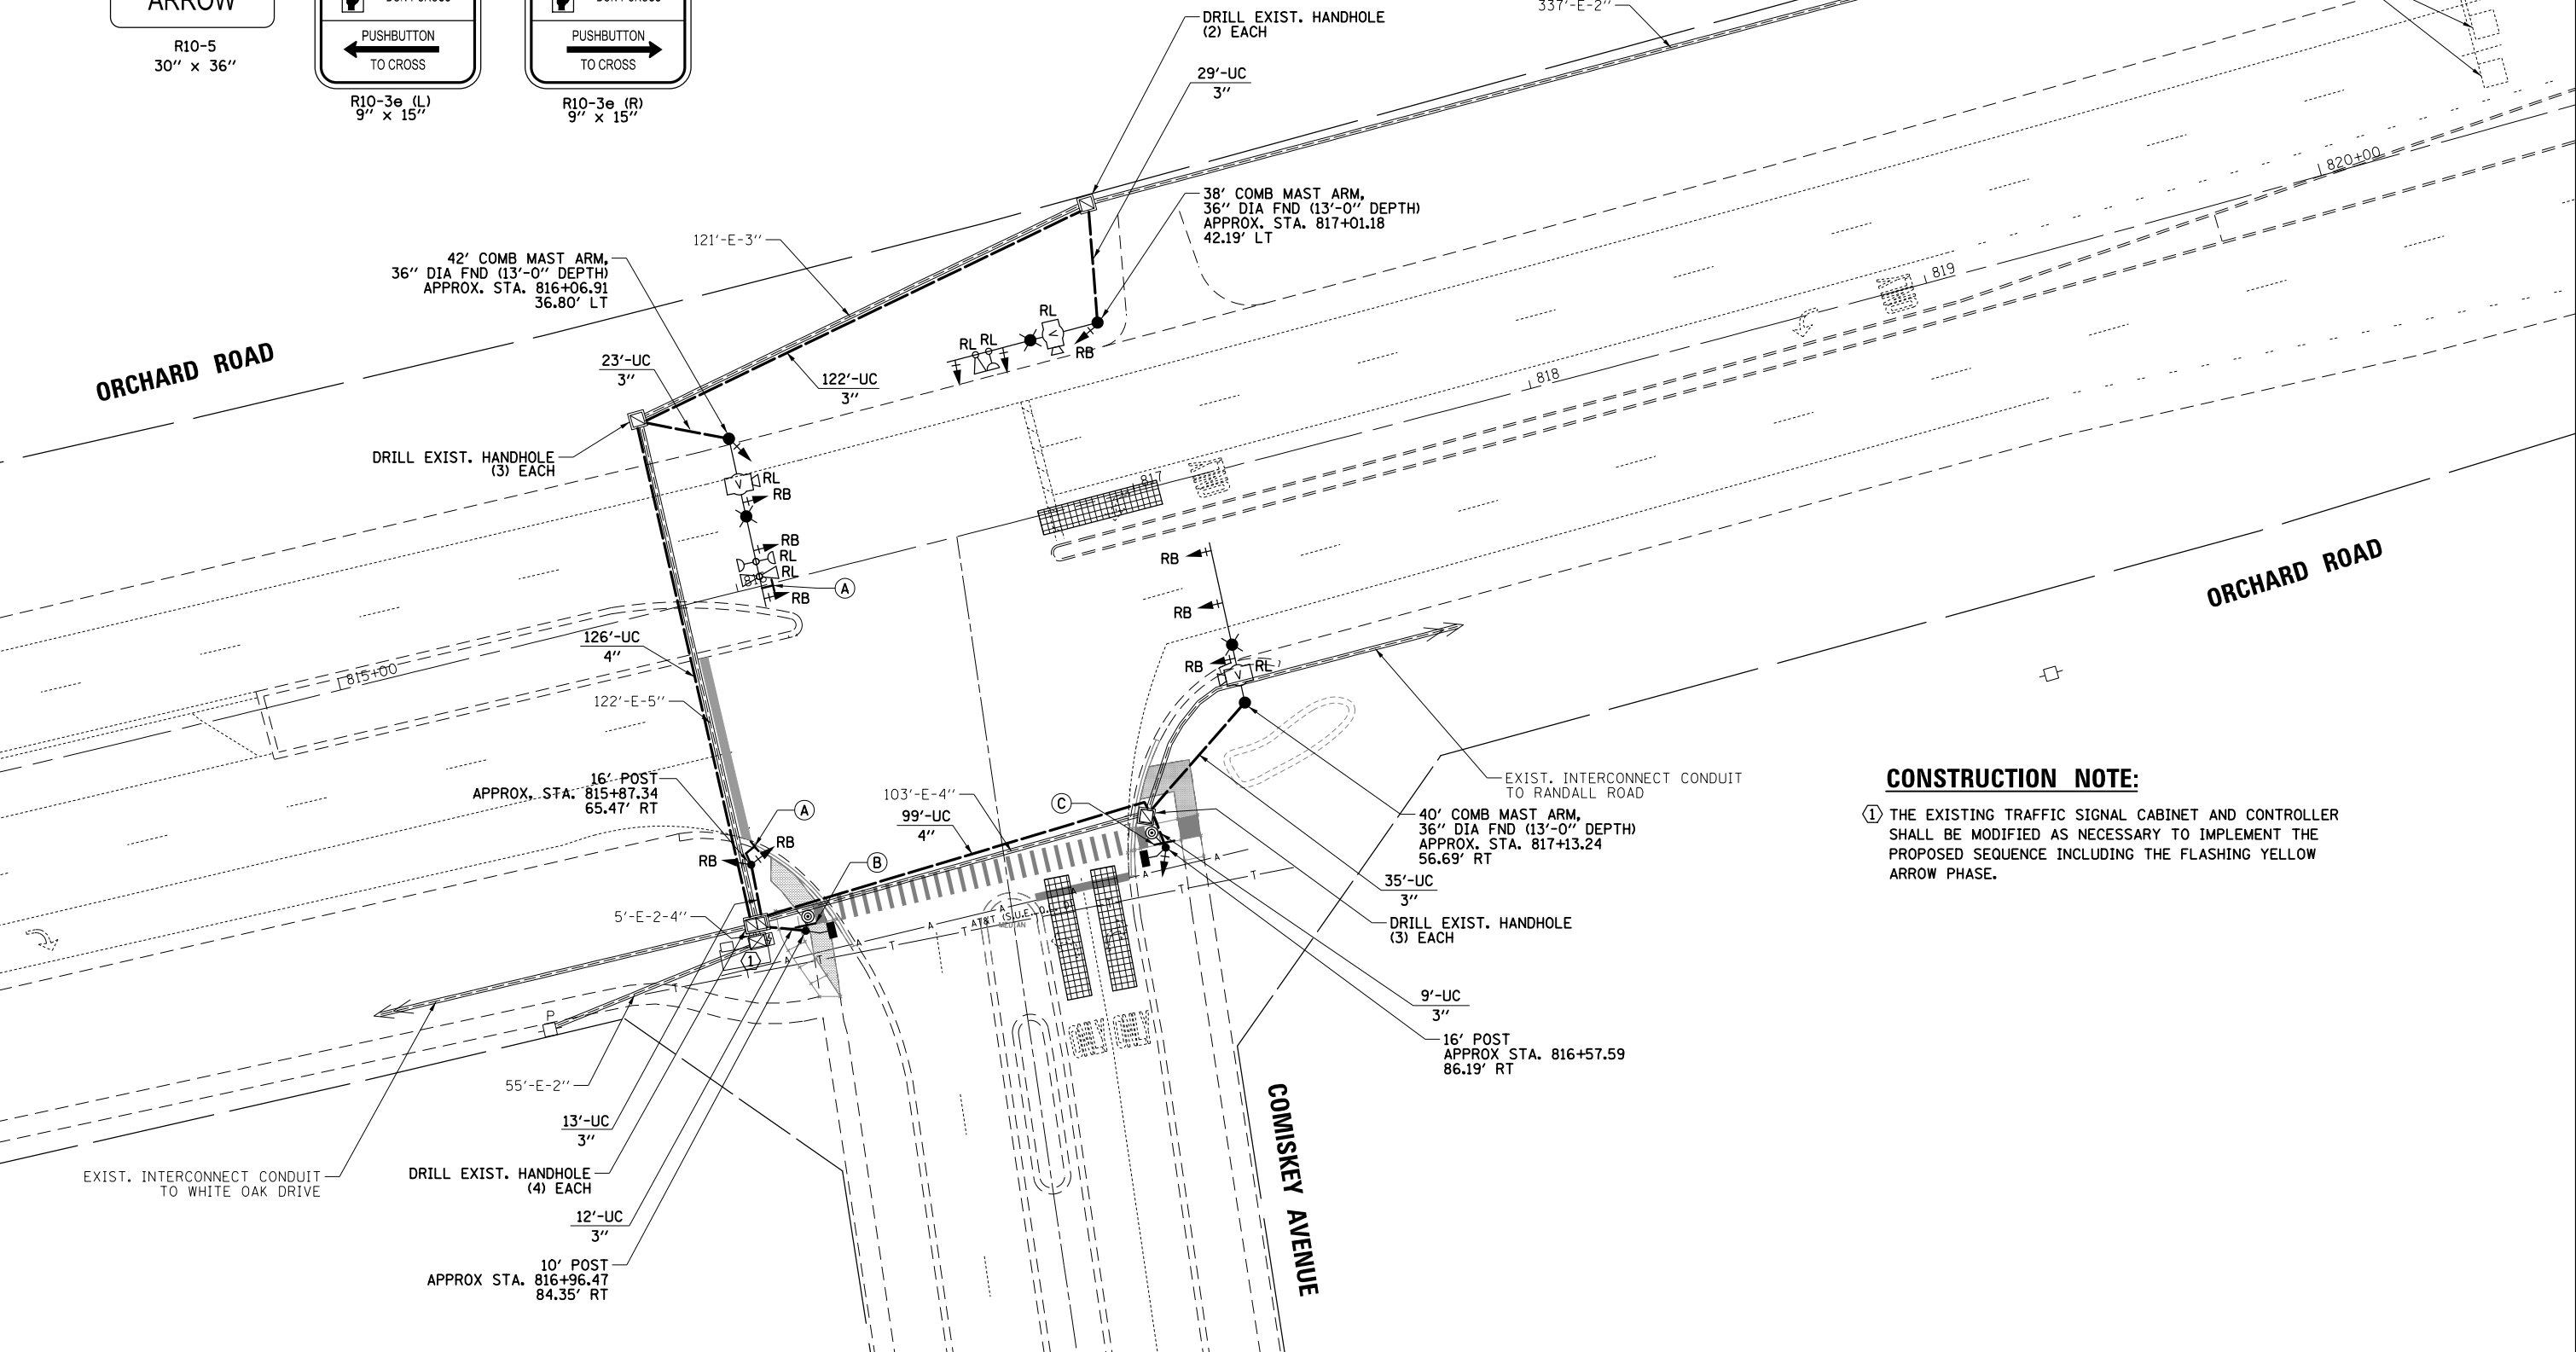 ARROW
R10-5
30" x 36"
DON'T CROSS
PUSHBUTTON
TO CROSS
R10-3e (L)
9" x 15"
DON'T CROSS
PUSHBUTTON
TO CROSS
R10-3e (R)
9" x 15"
DRILL EXIST. HANDHOLE
(2) EACH
337'-E-2"
29'-UC
3"
38' COMB MAST ARM,
36" DIA FND (13'-0" DEPTH)
APPROX. STA. 817+01.18
42.19' LT
820+00
819
818
817
121'-E-3"
42' COMB MAST ARM,
36" DIA FND (13'-0" DEPTH)
APPROX. STA. 816+06.91
36.80' LT
ORCHARD ROAD
RL
RL RL
RB
V
23'-UC
3"
122'-UC
3"
DRILL EXIST. HANDHOLE
(3) EACH
V
RL
RB
RB
RL
RL
RB
A
RB
RB
RB
RL
V
ORCHARD ROAD
126'-UC
4"
815+00
122'-E-5"
16' POST
APPROX. STA. 815+87.34
65.47' RT
A
RB
RB
B
C
103'-E-4"
99'-UC
4"
EXIST. INTERCONNECT CONDUIT
TO RANDALL ROAD
40' COMB MAST ARM,
36" DIA FND (13'-0" DEPTH)
APPROX. STA. 817+13.24
56.69' RT
35'-UC
3"
DRILL EXIST. HANDHOLE
(3) EACH
9'-UC
3"
16' POST
APPROX STA. 816+57.59
86.19' RT
CONSTRUCTION NOTE:
1 THE EXISTING TRAFFIC SIGNAL CABINET AND CONTROLLER
SHALL BE MODIFIED AS NECESSARY TO IMPLEMENT THE
PROPOSED SEQUENCE INCLUDING THE FLASHING YELLOW
ARROW PHASE.
5'-E-2-4"
1
AT&T (S.U.E.
MEDIAN
A
T
P
55'-E-2"
13'-UC
3"
EXIST. INTERCONNECT CONDUIT
TO WHITE OAK DRIVE
DRILL EXIST. HANDHOLE
(4) EACH
12'-UC
3"
10' POST
APPROX STA. 816+96.47
84.35' RT
COMISKEY AVENUE